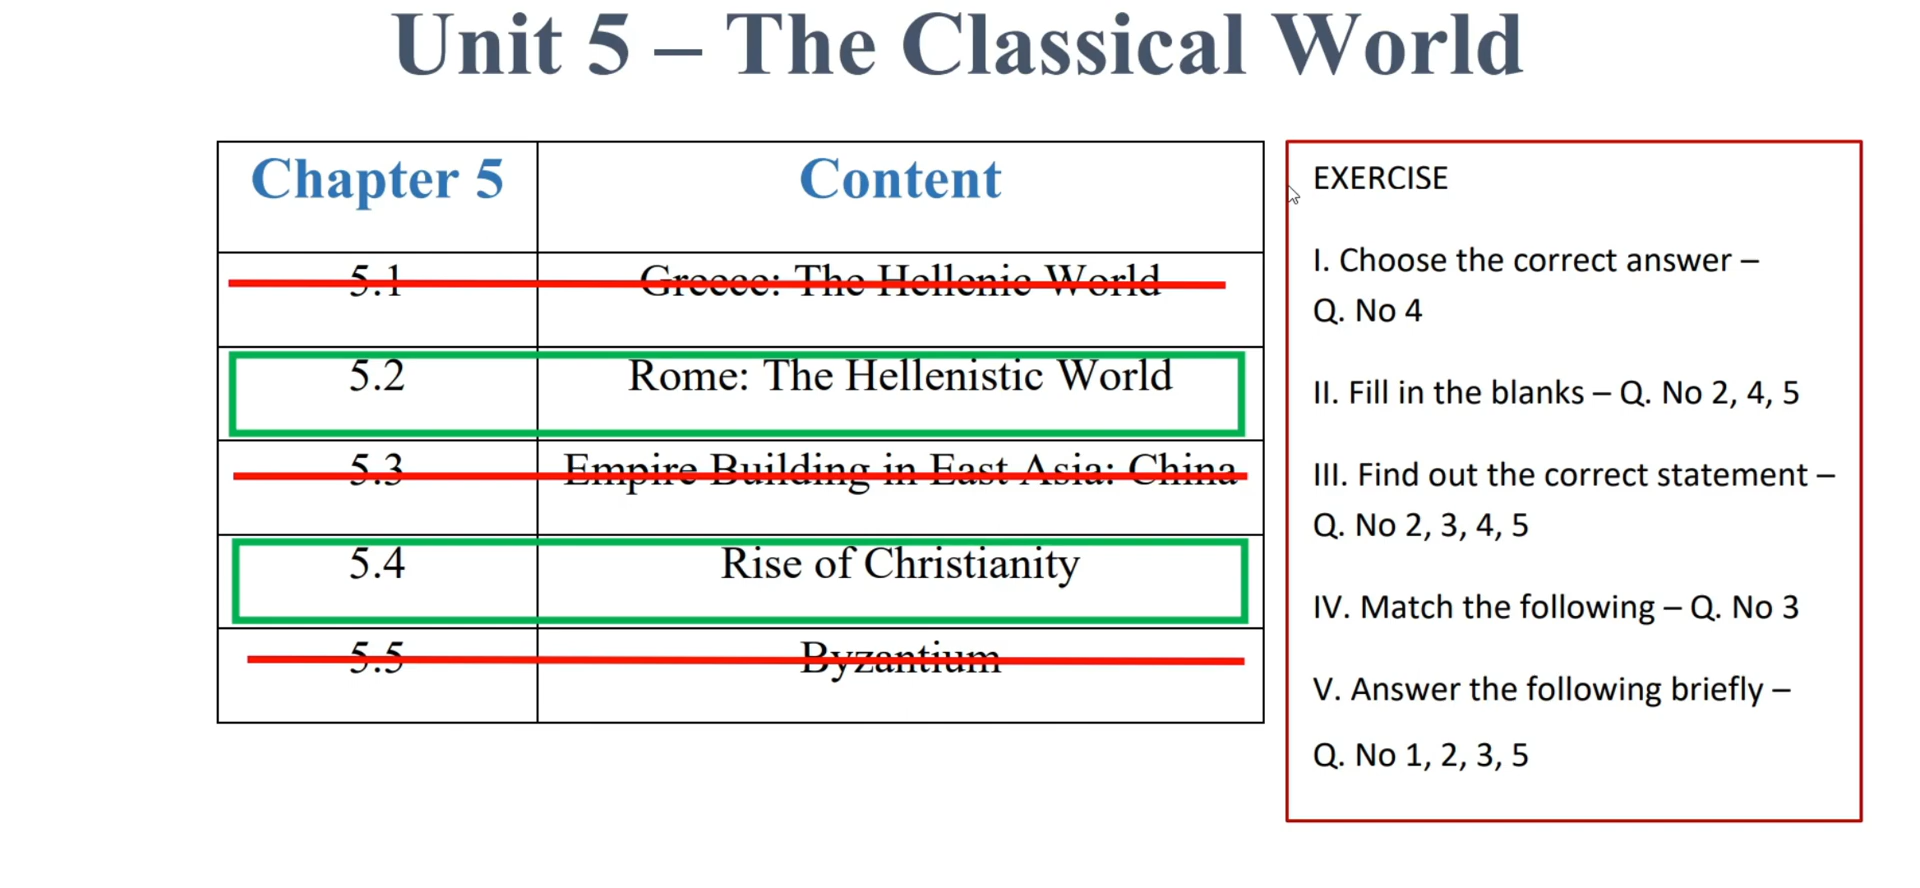 Unit 5 – The Classical World
Chapter 5 Content
5.1 Greece: The Hellenic World
5.2 Rome: The Hellenistic World
5.3 Empire Building in East Asia: China
5.4 Rise of Christianity
5.5 Byzantium
EXERCISE
I. Choose the correct answer –
Q. No 4
II. Fill in the blanks – Q. No 2, 4, 5
III. Find out the correct statement –
Q. No 2, 3, 4, 5
IV. Match the following – Q. No 3
V. Answer the following briefly –
Q. No 1, 2, 3, 5